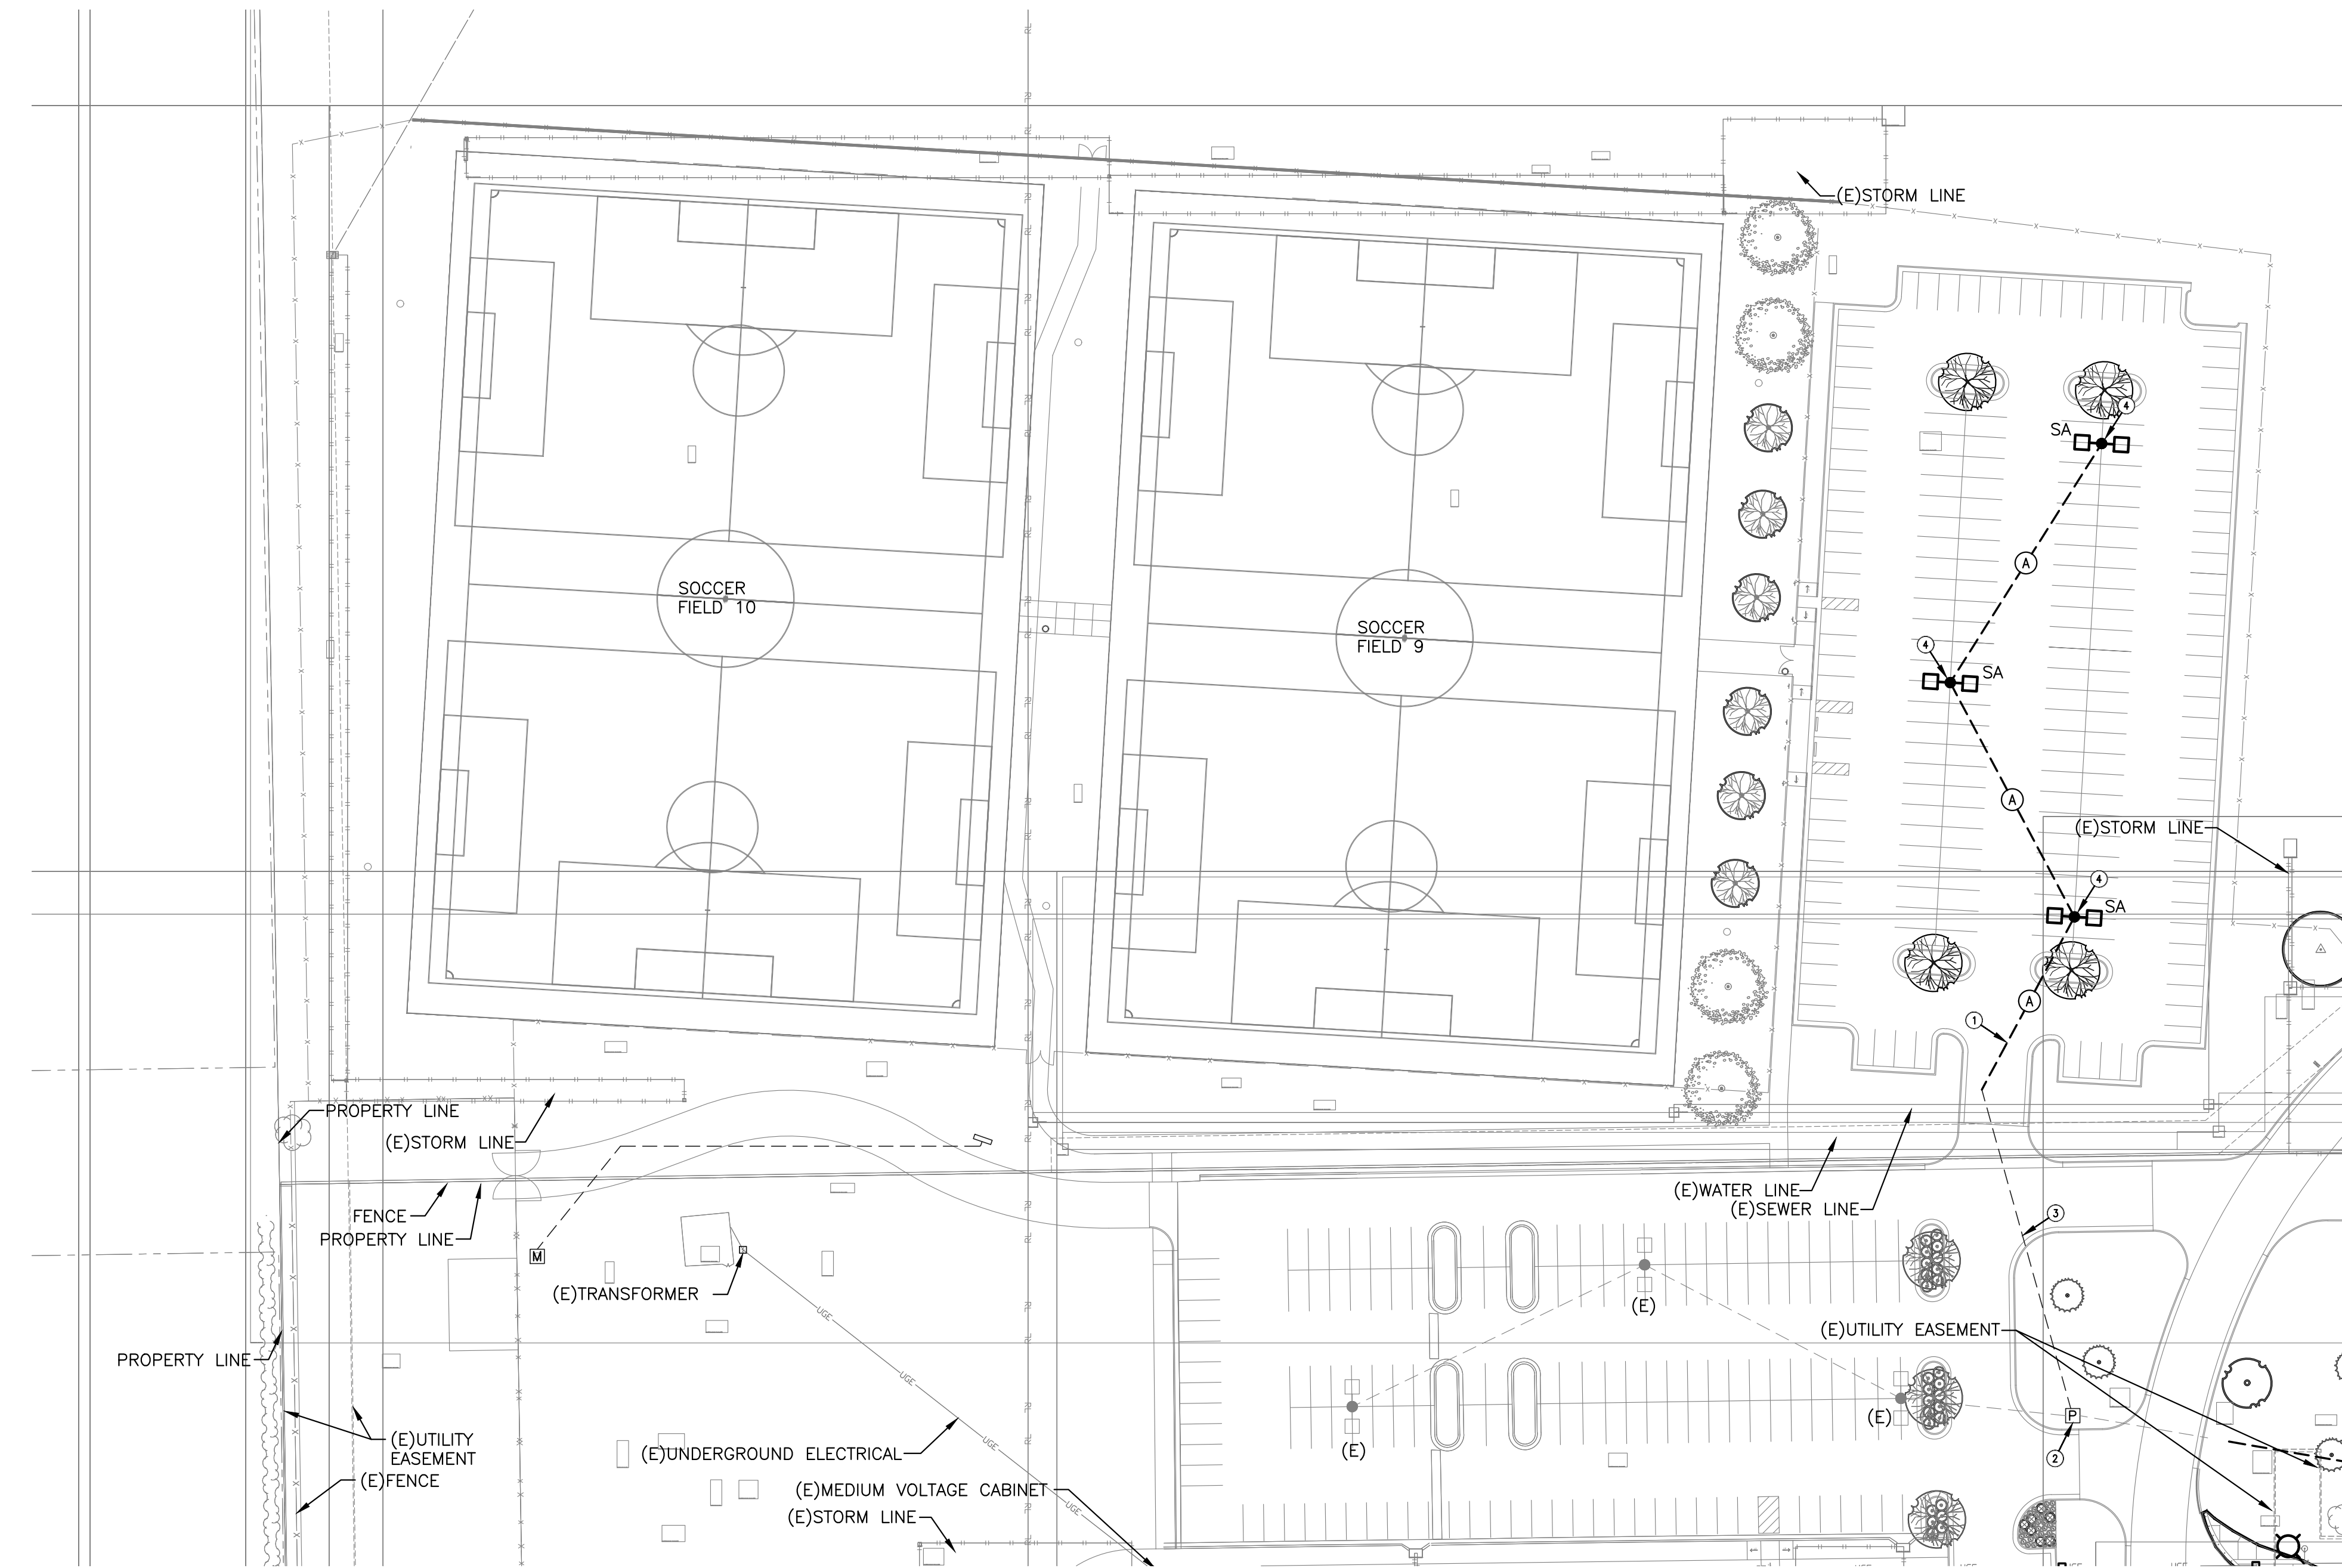 (E)STORM LINE
4
SA
A
SOCCER
FIELD 10
SOCCER
FIELD 9
4
SA
A
(E)STORM LINE
4
SA
A
1
PROPERTY LINE
(E)STORM LINE
(E)WATER LINE
(E)SEWER LINE
FENCE
PROPERTY LINE
3
M
(E)TRANSFORMER
(E)
UGE
(E)UTILITY EASEMENT
PROPERTY LINE
UGE
(E)
P
(E)UTILITY
EASEMENT
(E)UNDERGROUND ELECTRICAL
UGE
(E)
2
(E)FENCE
(E)MEDIUM VOLTAGE CABINET
UGE
(E)STORM LINE